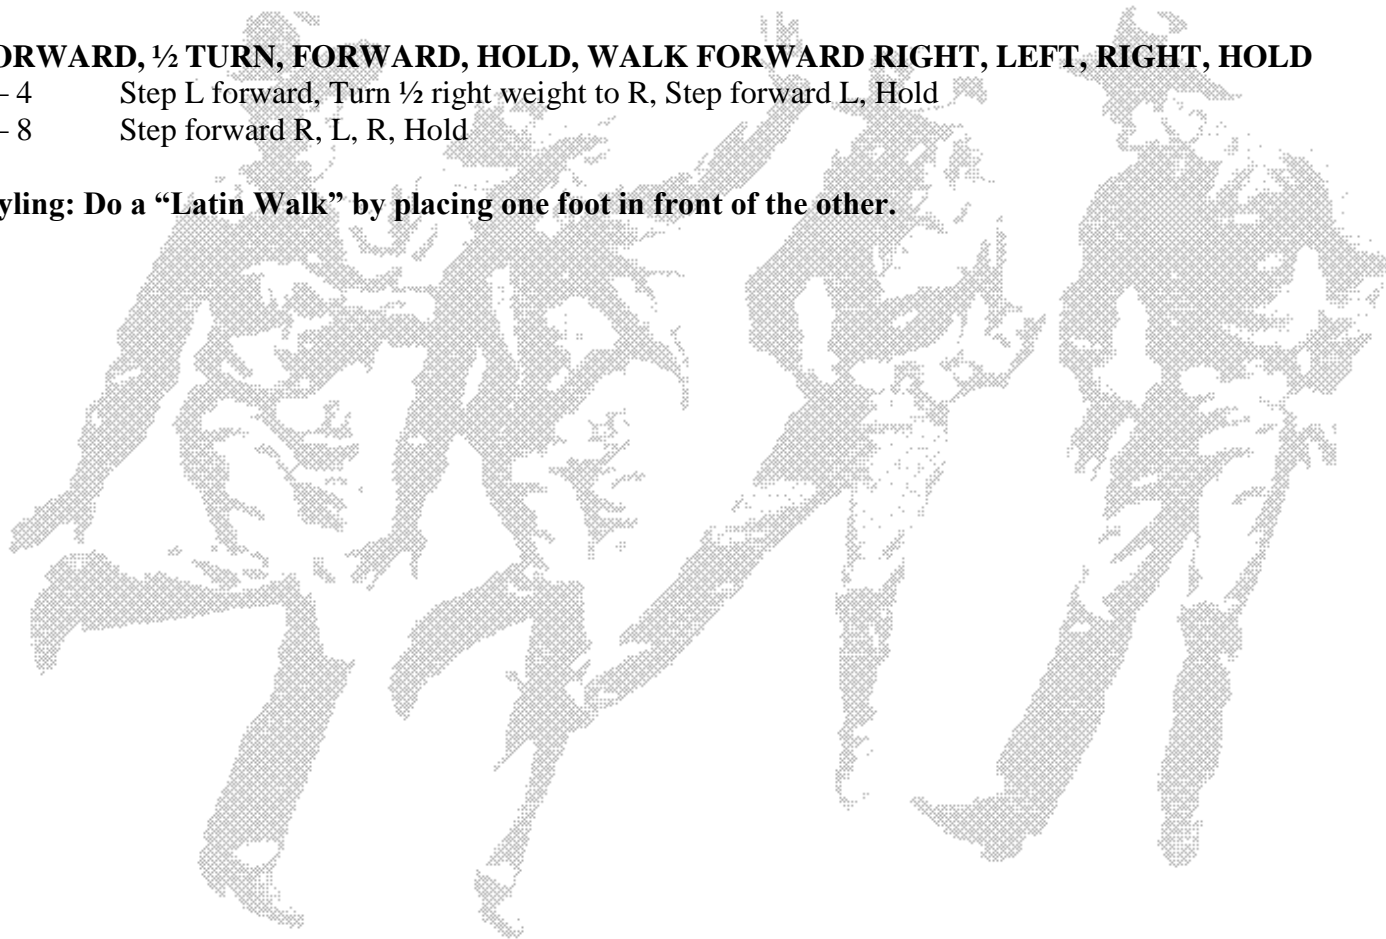 ORWARD, ½ TURN, FORWARD, HOLD, WALK FORWARD RIGHT, LEFT, RIGHT, HOLD
– 4 Step L forward, Turn ½ right weight to R, Step forward L, Hold
– 8 Step forward R, L, R, Hold
yling: Do a “Latin Walk” by placing one foot in front of the other.